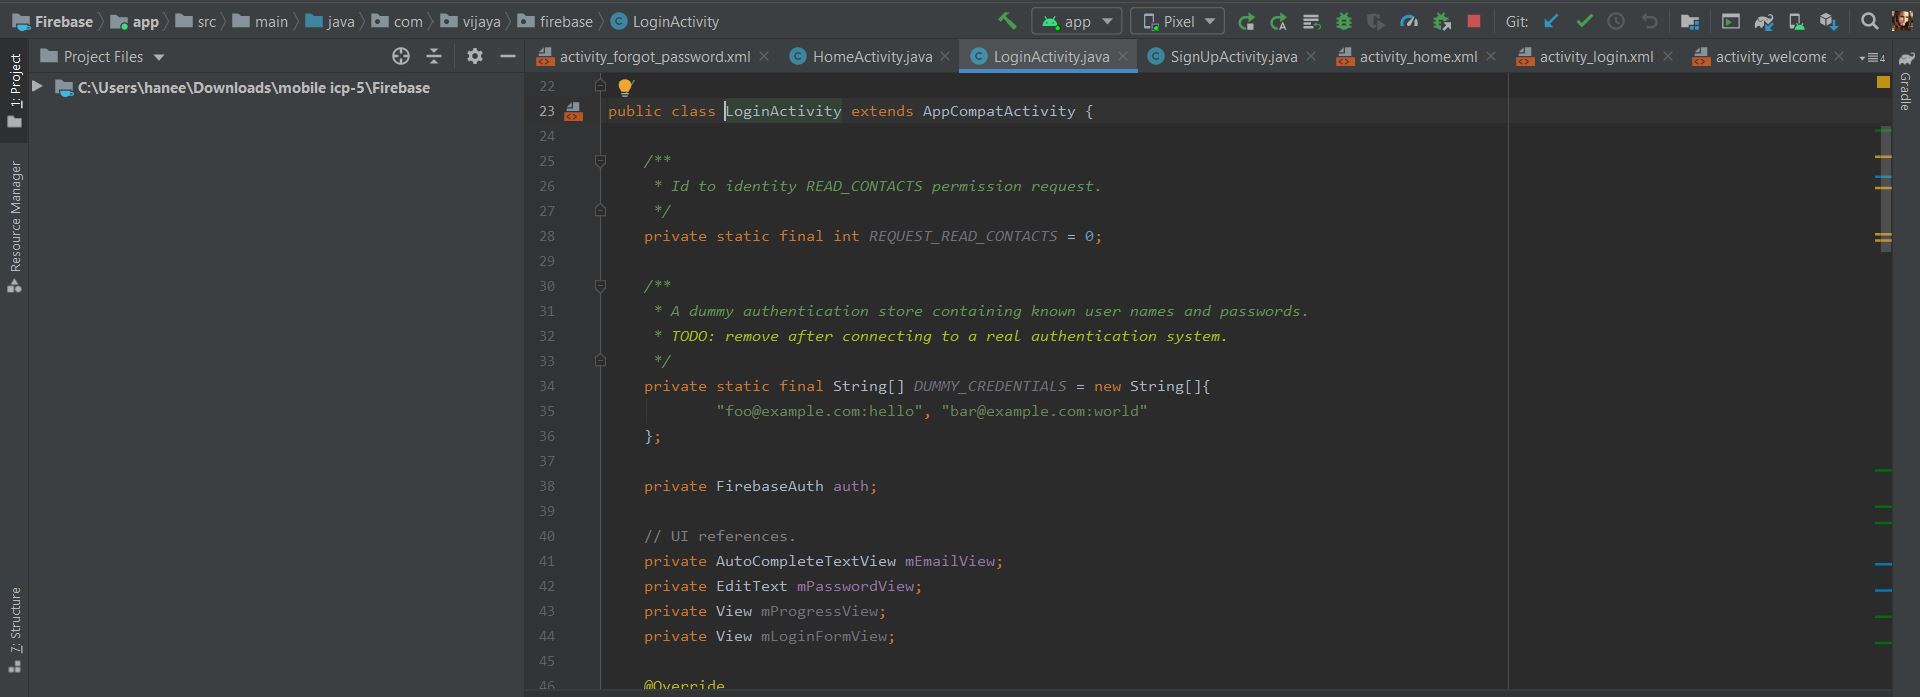 Firebase app src main java com vijaya firebase LoginActivity app Pixel Git:
Project Files
activity_forgot_password.xml HomeActivity.java LoginActivity.java SignUpActivity.java activity_home.xml activity_login.xml activity_welcome 4
1: Project
Resource Manager
7: Structure
Gradle
C:\Users\hanee\Downloads\mobile icp-5\Firebase
22
23 public class LoginActivity extends AppCompatActivity {
24
25 /**
26 * Id to identity READ_CONTACTS permission request.
27 */
28 private static final int REQUEST_READ_CONTACTS = 0;
29
30 /**
31 * A dummy authentication store containing known user names and passwords.
32 * TODO: remove after connecting to a real authentication system.
33 */
34 private static final String[] DUMMY_CREDENTIALS = new String[]{
35 "foo@example.com:hello", "bar@example.com:world"
36 };
37
38 private FirebaseAuth auth;
39
40 // UI references.
41 private AutoCompleteTextView mEmailView;
42 private EditText mPasswordView;
43 private View mProgressView;
44 private View mLoginFormView;
45
46 @Override